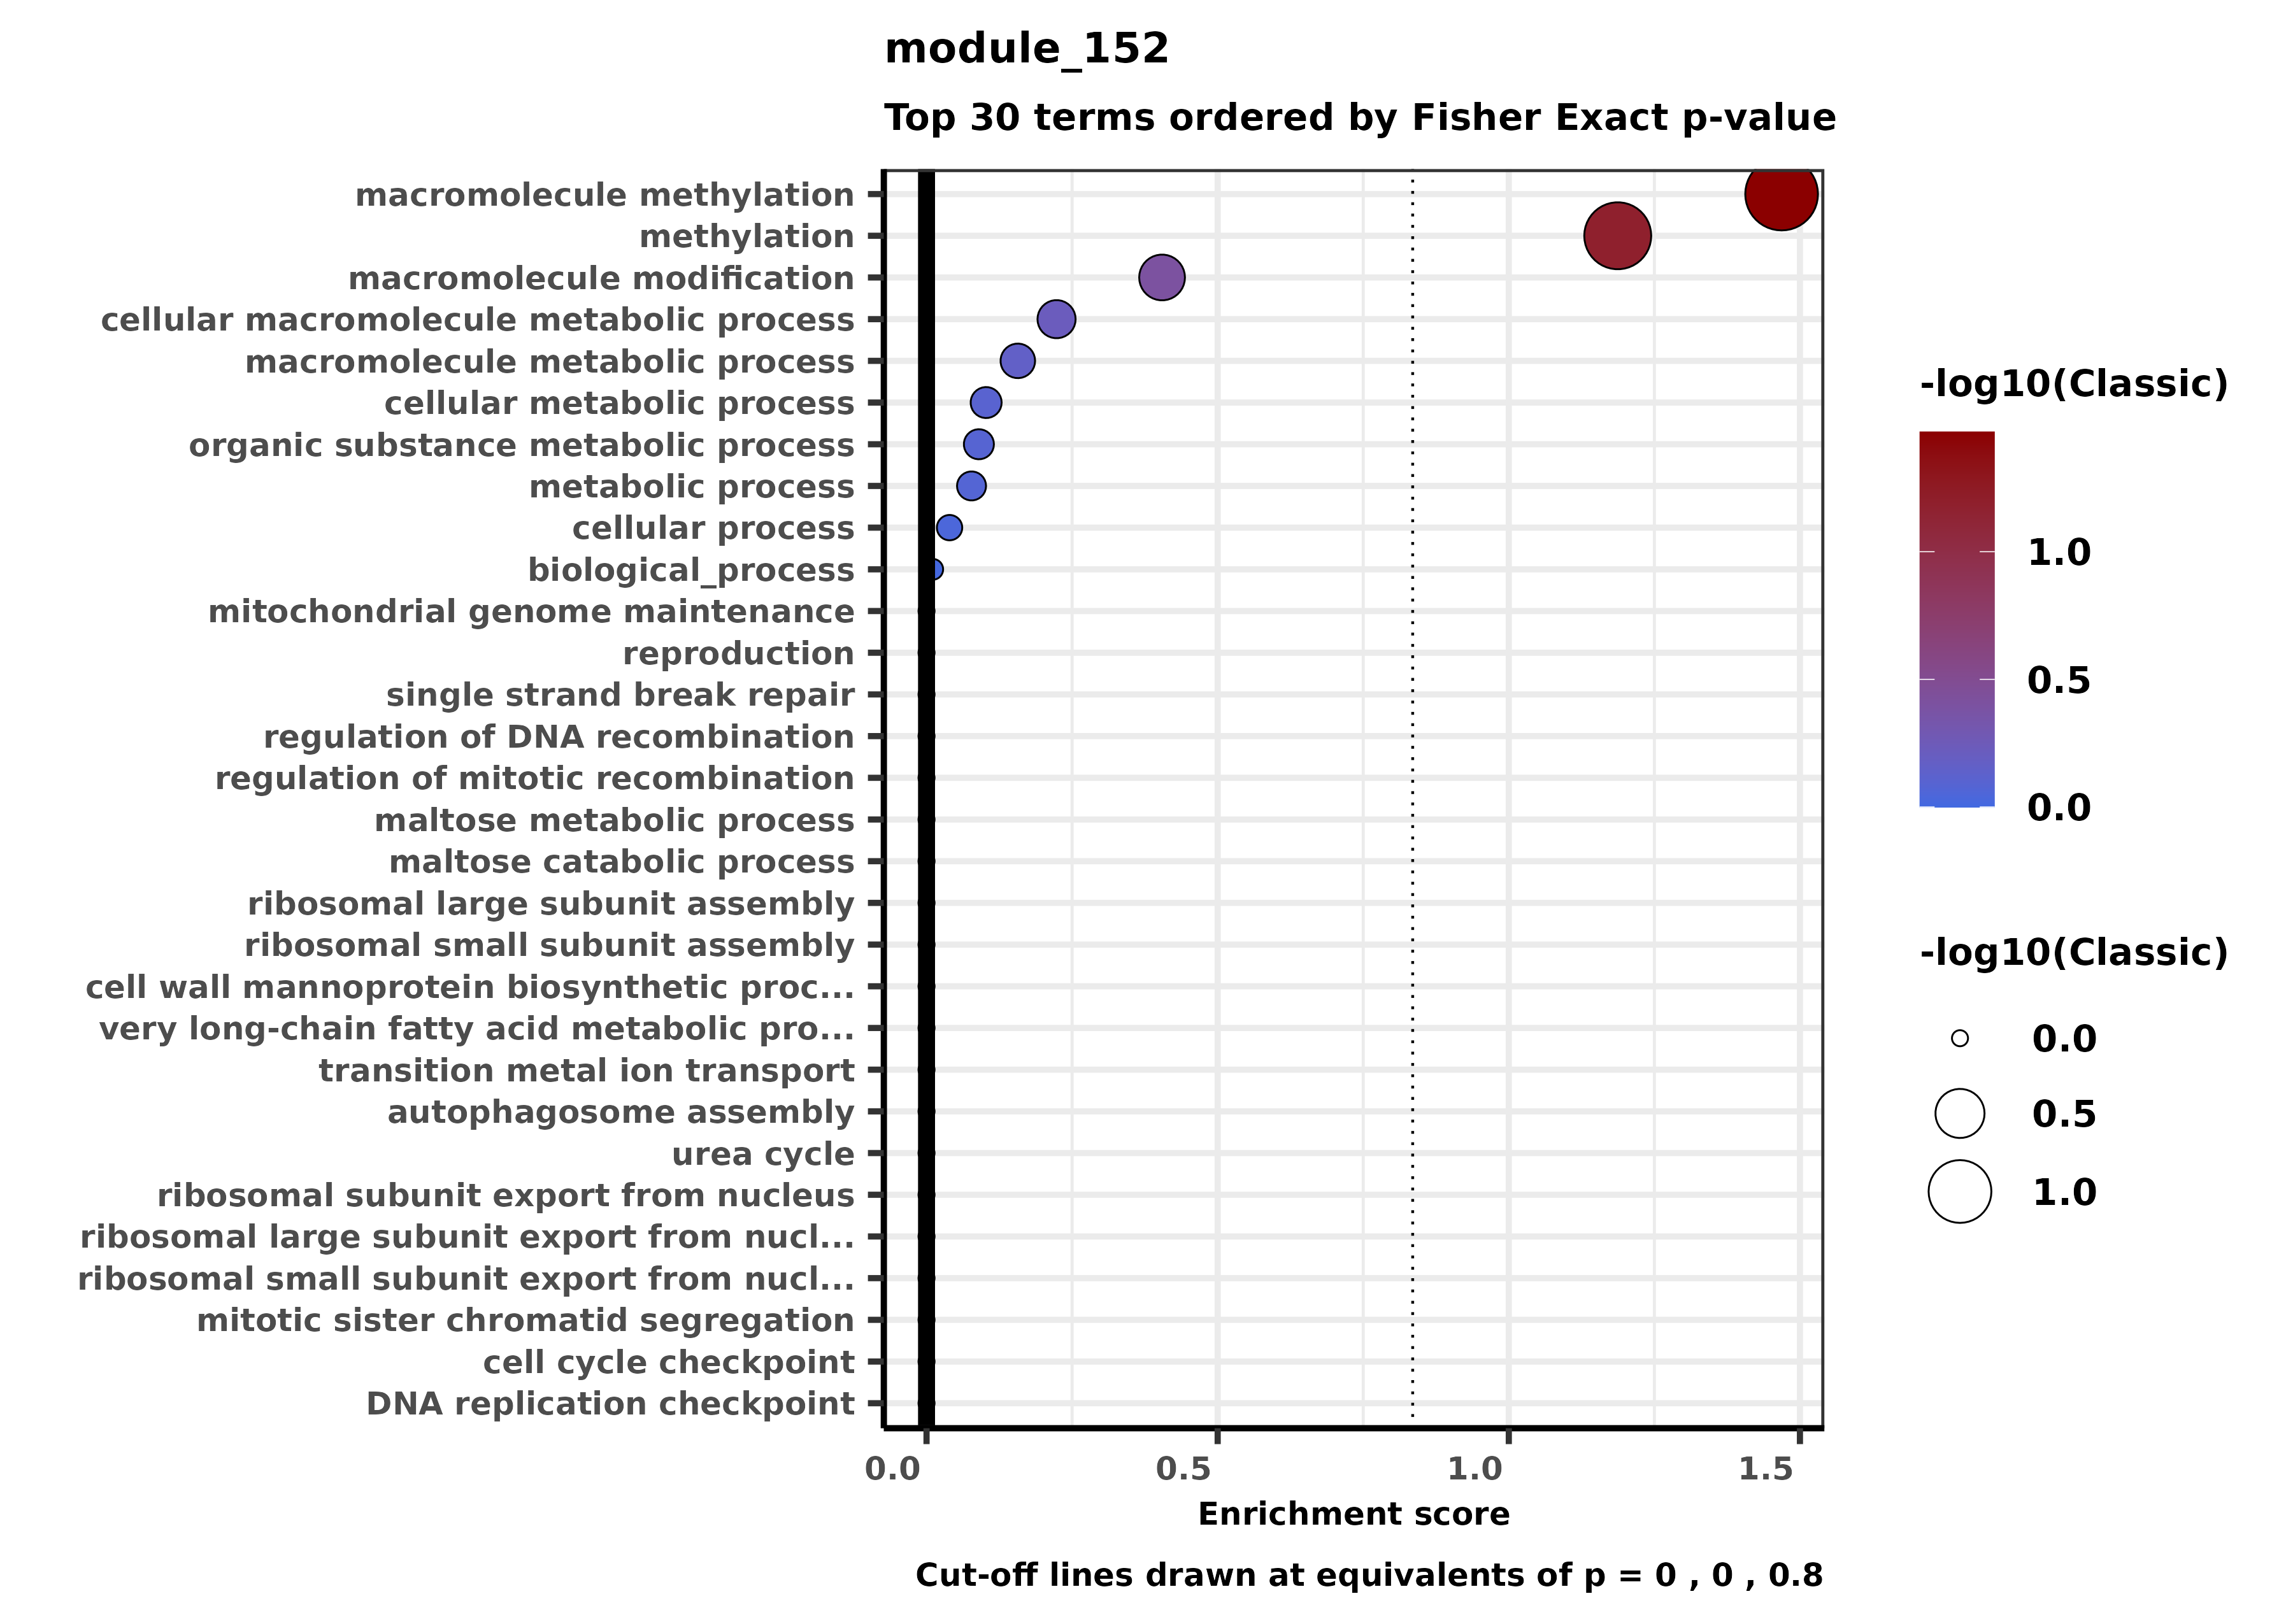 module_152
Top 30 terms ordered by Fisher Exact p-value
macromolecule methylation
methylation
macromolecule modification
cellular macromolecule metabolic process
macromolecule metabolic process
cellular metabolic process
organic substance metabolic process
metabolic process
cellular process
biological_process
mitochondrial genome maintenance
reproduction
single strand break repair
regulation of DNA recombination
regulation of mitotic recombination
maltose metabolic process
maltose catabolic process
ribosomal large subunit assembly
ribosomal small subunit assembly
cell wall mannoprotein biosynthetic proc...
very long-chain fatty acid metabolic pro...
transition metal ion transport
autophagosome assembly
urea cycle
ribosomal subunit export from nucleus
ribosomal large subunit export from nucl...
ribosomal small subunit export from nucl...
mitotic sister chromatid segregation
cell cycle checkpoint
DNA replication checkpoint
0.0 0.5 1.0 1.5
Enrichment score
Cut-off lines drawn at equivalents of p = 0 , 0 , 0.8
-log10(Classic)
1.0
0.5
0.0
-log10(Classic)
0.0
0.5
1.0